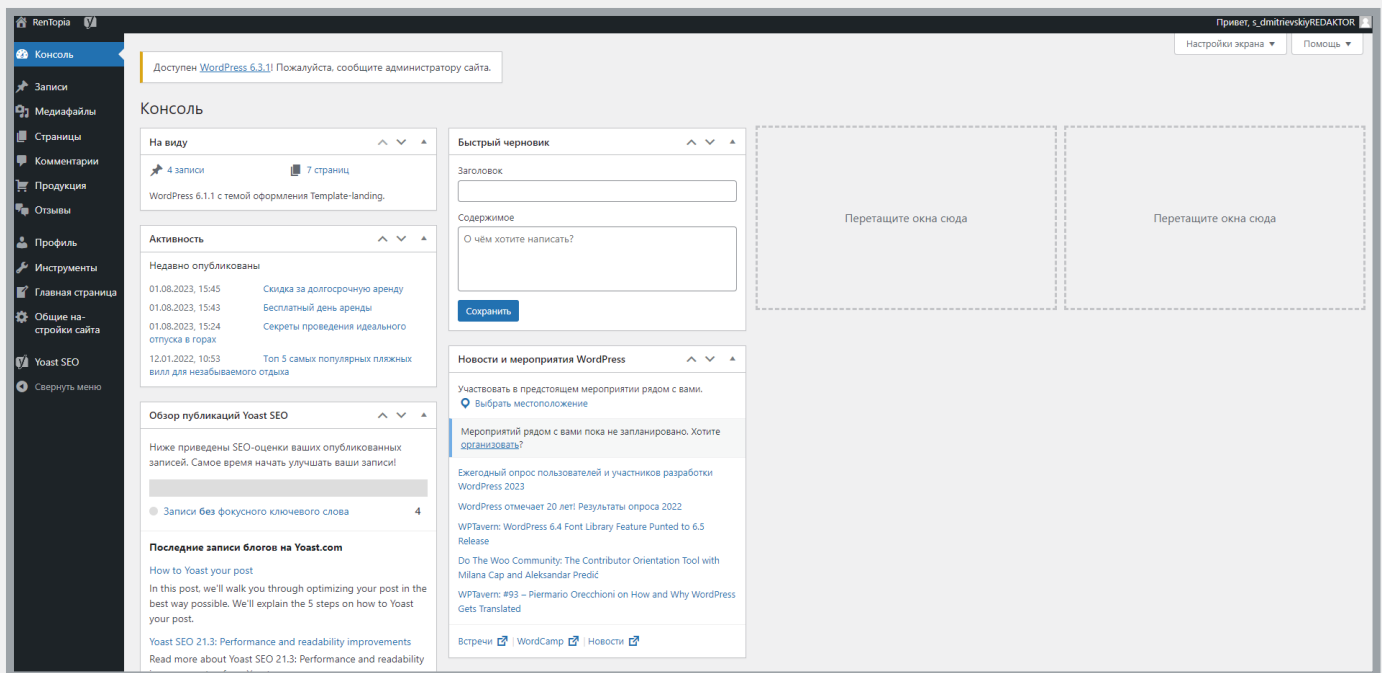 RenTopia
Привет, s_dmitrievskiyREDAKTOR
Консоль
Записи
Медиафайлы
Страницы
Комментарии
Продукция
Отзывы
Профиль
Инструменты
Главная страница
Общие на-
стройки сайта
Yoast SEO
Свернуть меню
Настройки экрана
Помощь
Доступен WordPress 6.3.1! Пожалуйста, сообщите администратору сайта.
Консоль
На виду
4 записи
7 страниц
WordPress 6.1.1 с темой оформления Template-landing.
Активность
Недавно опубликованы
01.08.2023, 15:45 Скидка за долгосрочную аренду
01.08.2023, 15:43 Бесплатный день аренды
01.08.2023, 15:24 Секреты проведения идеального
отпуска в горах
12.01.2022, 10:53 Топ 5 самых популярных пляжных
вилл для незабываемого отдыха
Обзор публикаций Yoast SEO
Ниже приведены SEO-оценки ваших опубликованных
записей. Самое время начать улучшать ваши записи!
Записи без фокусного ключевого слова 4
Последние записи блогов на Yoast.com
How to Yoast your post
In this post, we'll walk you through optimizing your post in the
best way possible. We'll explain the 5 steps on how to Yoast
your post.
Yoast SEO 21.3: Performance and readability improvements
Read more about Yoast SEO 21.3: Performance and readability
Быстрый черновик
Заголовок
Содержимое
О чём хотите написать?
Сохранить
Новости и мероприятия WordPress
Участвовать в предстоящем мероприятии рядом с вами.
Выбрать местоположение
Мероприятий рядом с вами пока не запланировано. Хотите
организовать?
Ежегодный опрос пользователей и участников разработки
WordPress 2023
WordPress отмечает 20 лет! Результаты опроса 2022
WPTavern: WordPress 6.4 Font Library Feature Punted to 6.5
Release
Do The Woo Community: The Contributor Orientation Tool with
Milana Cap and Aleksandar Predić
WPTavern: #93 – Piermario Orecchioni on How and Why WordPress
Gets Translated
Встречи | WordCamp | Новости
Перетащите окна сюда
Перетащите окна сюда